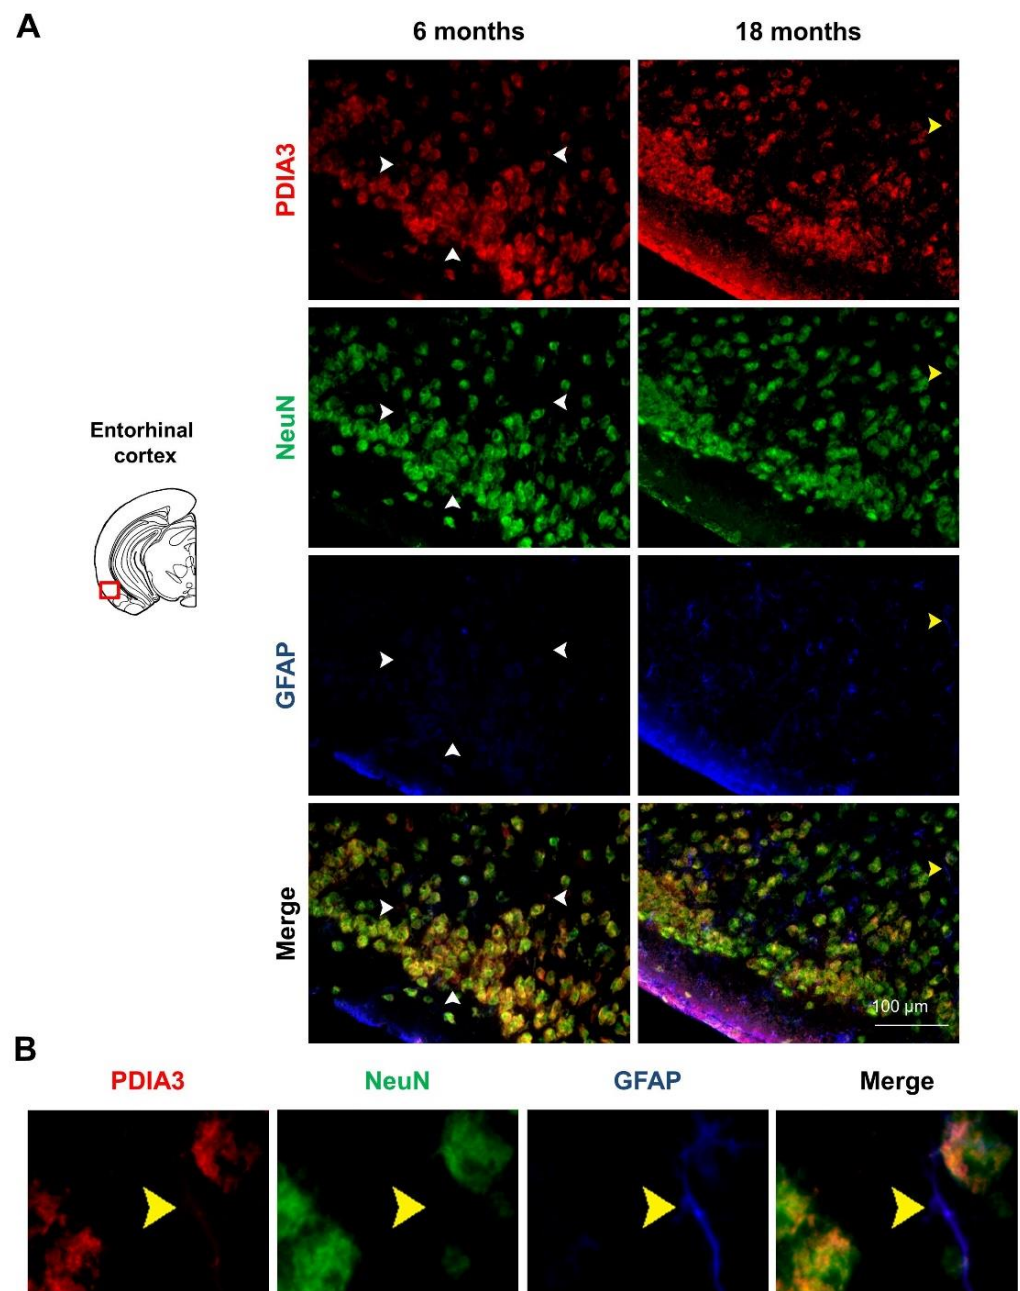 A
6 months
18 months
PDIA3
NeuN
Entorhinal
cortex
GFAP
Merge
100 µm
B
PDIA3
NeuN
GFAP
Merge